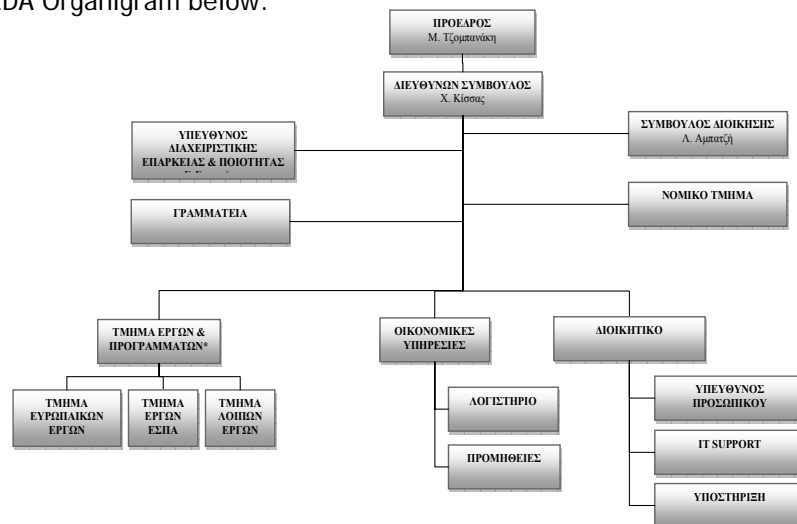 DA Organigram below:
ΠΡΟΕΔΡΟΣ
Μ. Τζομπανάκη
ΔΙΕΥΘΥΝΩΝ ΣΥΜΒΟΥΛΟΣ
Χ. Κίσσας
ΥΠΕΥΘΥΝΟΣ
ΔΙΑΧΕΙΡΙΣΤΙΚΗΣ
ΕΠΑΡΚΕΙΑΣ & ΠΟΙΟΤΗΤΑΣ
ΣΥΜΒΟΥΛΟΣ ΔΙΟΙΚΗΣΗΣ
Λ. Αμπατζή
ΓΡΑΜΜΑΤΕΙΑ
ΝΟΜΙΚΟ ΤΜΗΜΑ
ΤΜΗΜΑ ΕΡΓΩΝ &
ΠΡΟΓΡΑΜΜΑΤΩΝ*
ΟΙΚΟΝΟΜΙΚΕΣ
ΥΠΗΡΕΣΙΕΣ
ΔΙΟΙΚΗΤΙΚΟ
ΤΜΗΜΑ
ΕΥΡΩΠΑΙΚΩΝ
ΕΡΓΩΝ
ΤΜΗΜΑ
ΕΡΓΩΝ
ΕΣΠΑ
ΤΜΗΜΑ
ΛΟΙΠΩΝ
ΕΡΓΩΝ
ΛΟΓΙΣΤΗΡΙΟ
ΠΡΟΜΗΘΕΙΕΣ
ΥΠΕΥΘΥΝΟΣ
ΠΡΟΣΩΠΙΚΟΥ
IT SUPPORT
ΥΠΟΣΤΗΡΙΞΗ